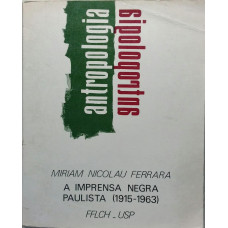 antropologia
antropologia
MIRIAM NICOLAU FERRARA
A IMPRENSA NEGRA
PAULISTA (1915-1963)
FFLCH - USP